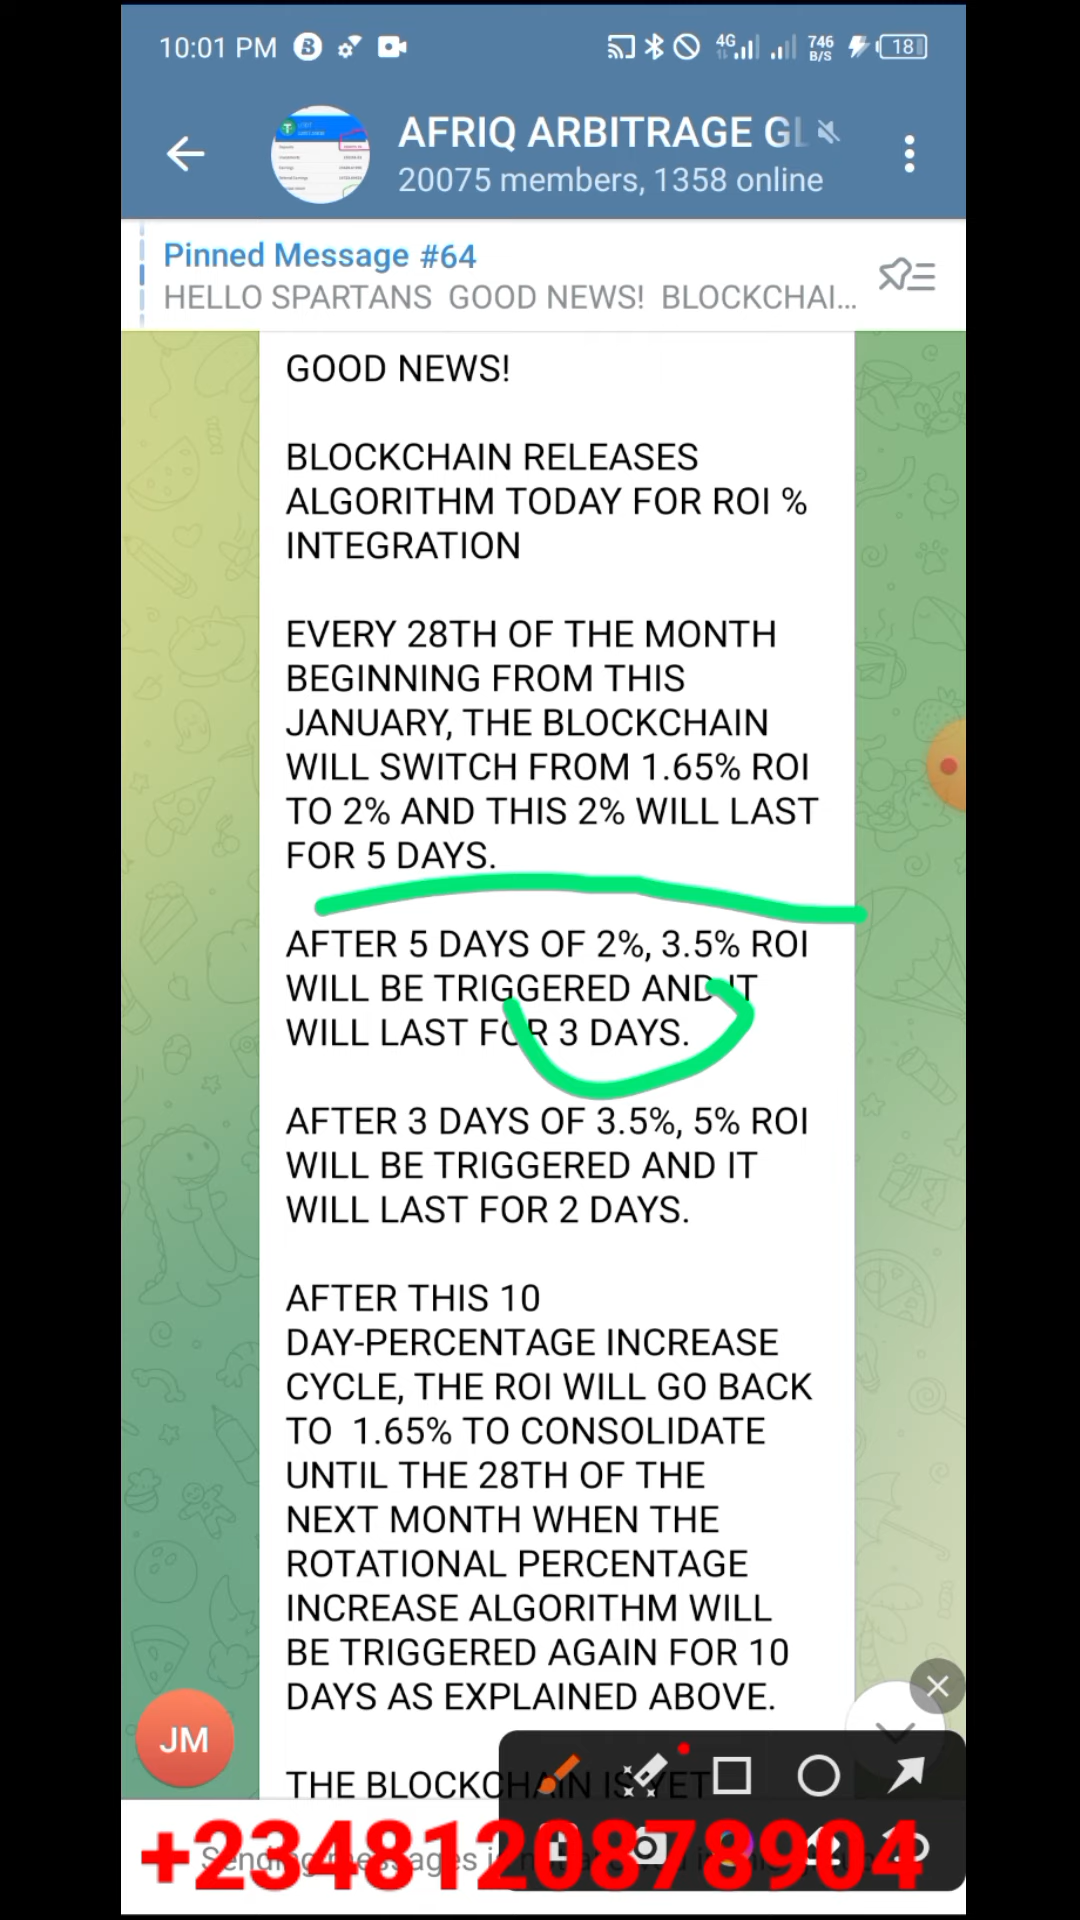 10:01 PM
4G
746
B/S
18
AFRIQ ARBITRAGE GL
20075 members, 1358 online
Pinned Message #64
HELLO SPARTANS GOOD NEWS! BLOCKCHAI...
GOOD NEWS!
BLOCKCHAIN RELEASES
ALGORITHM TODAY FOR ROI %
INTEGRATION
EVERY 28TH OF THE MONTH
BEGINNING FROM THIS
JANUARY, THE BLOCKCHAIN
WILL SWITCH FROM 1.65% ROI
TO 2% AND THIS 2% WILL LAST
FOR 5 DAYS.
AFTER 5 DAYS OF 2%, 3.5% ROI
WILL BE TRIGGERED AND IT
WILL LAST FOR 3 DAYS.
AFTER 3 DAYS OF 3.5%, 5% ROI
WILL BE TRIGGERED AND IT
WILL LAST FOR 2 DAYS.
AFTER THIS 10
DAY-PERCENTAGE INCREASE
CYCLE, THE ROI WILL GO BACK
TO 1.65% TO CONSOLIDATE
UNTIL THE 28TH OF THE
NEXT MONTH WHEN THE
ROTATIONAL PERCENTAGE
INCREASE ALGORITHM WILL
BE TRIGGERED AGAIN FOR 10
DAYS AS EXPLAINED ABOVE.
JM
THE BLOCKCHAIN IS YET
Sending messages is
+2348120878904